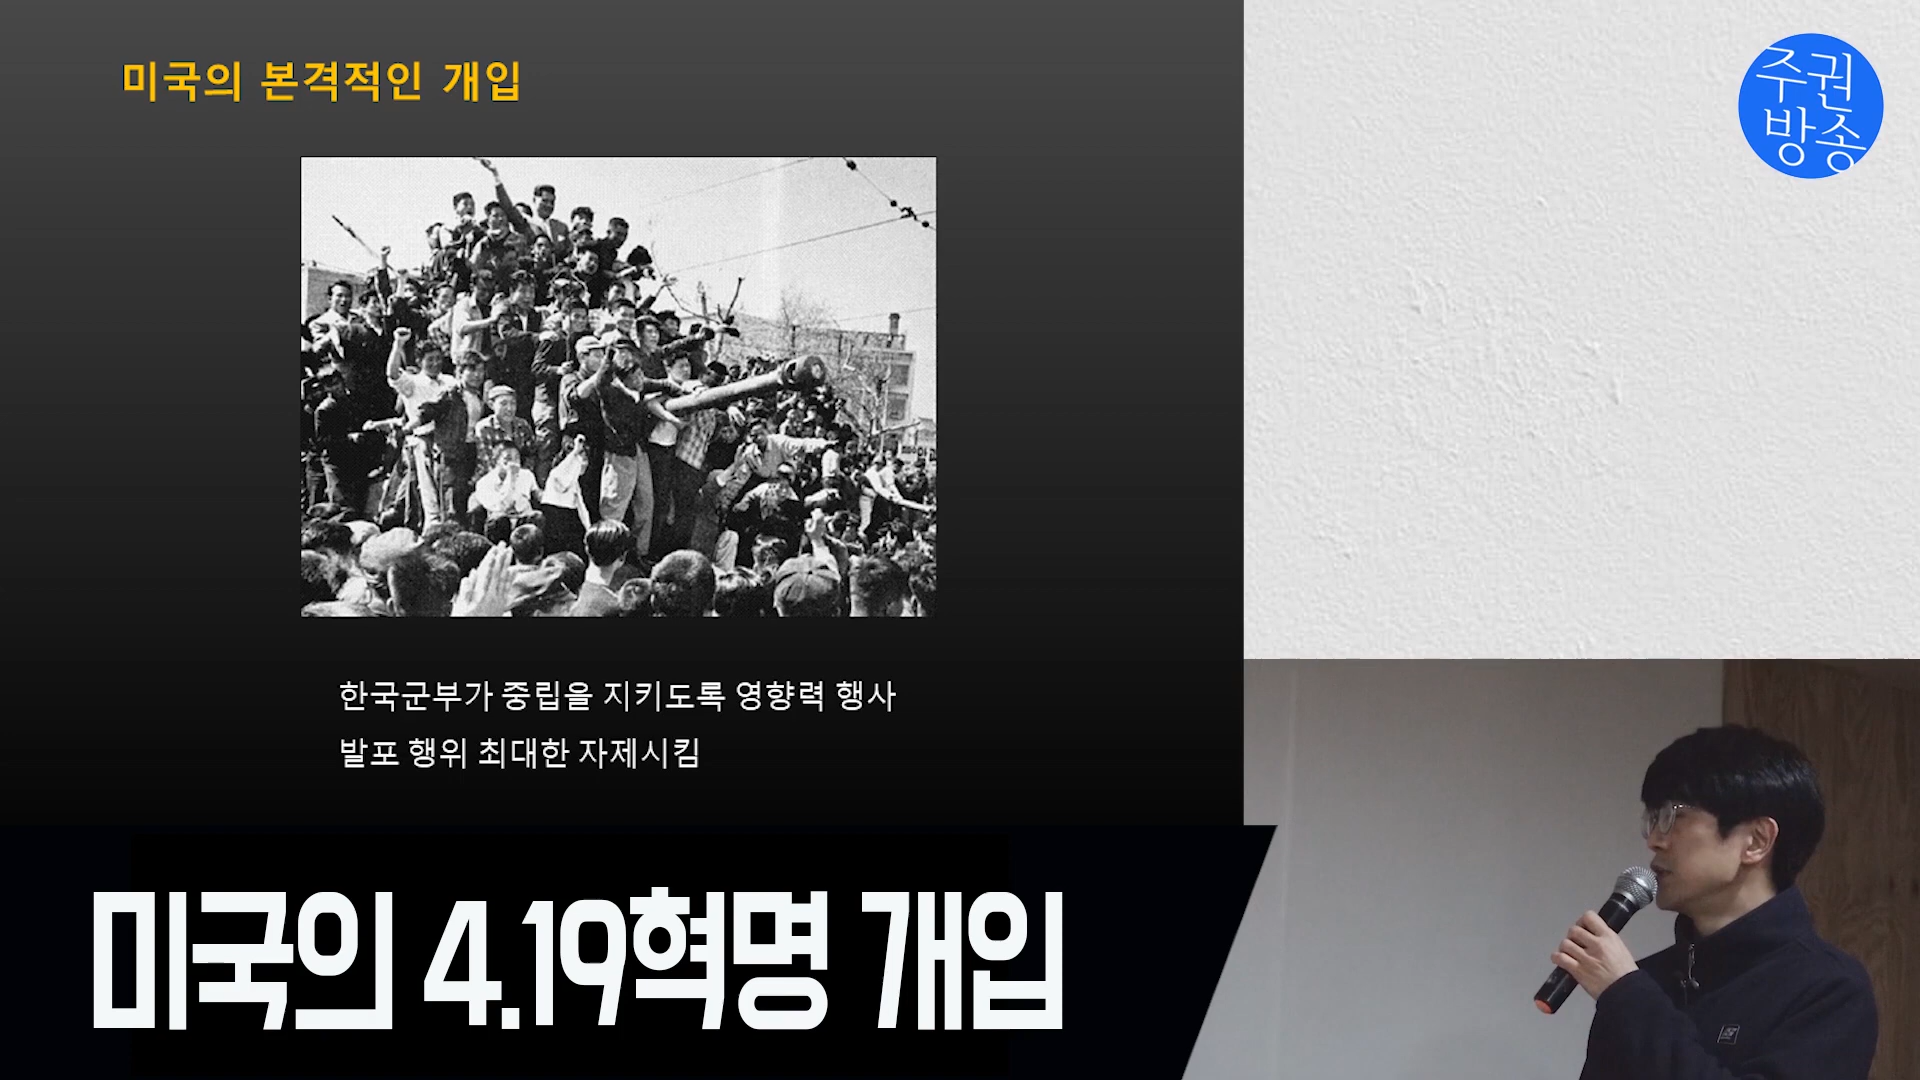 미국의 본격적인 개입
주권
방송
한국군부가 중립을 지키도록 영향력 행사
발포 행위 최대한 자제시킴
미국의 4.19혁명 개입